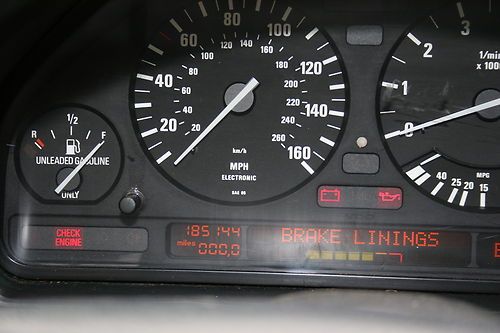 20 40 60 80 100 120 140 160
20 40 60 80 100 120 140 160 180 200 220 240 260
km/h
MPH
ELECTRONIC
SAE 80
R 1/2 F
UNLEADED GASOLINE
ONLY
0 1 2 3
1/min
x 1000
MPG
40 25 20 15
CHECK
ENGINE
185144
miles 000,0
BRAKE LININGS